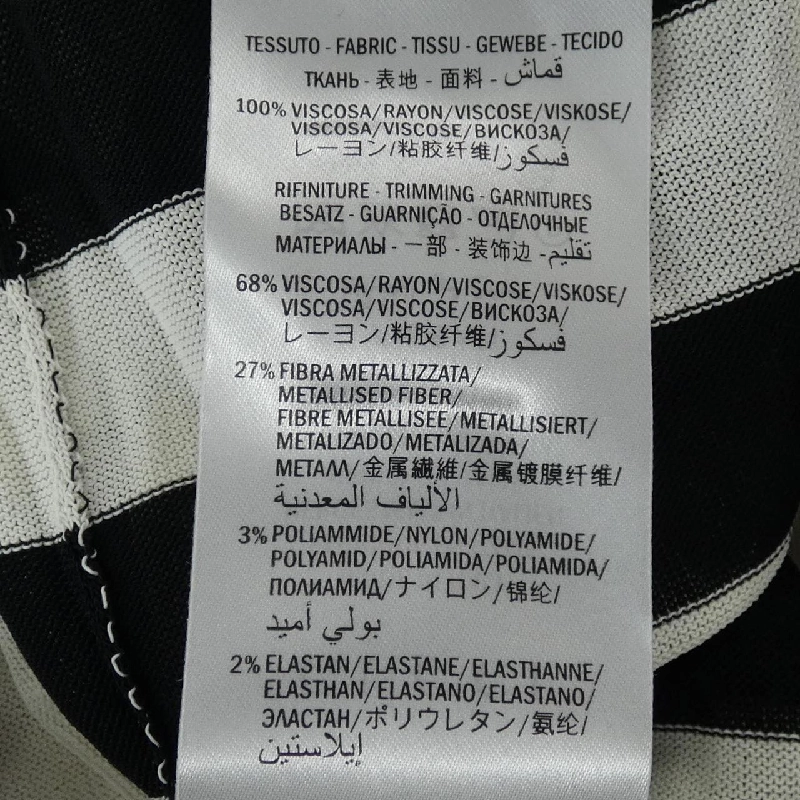 TESSUTO - FABRIC - TISSU - GEWEBE - TECIDO
ТКАНЬ - 表地 - 面料 - قماش
100% VISCOSA/RAYON/VISCOSE/VISKOSE/
VISCOSA/VISCOSE/ВИСКОЗА/
レーヨン/粘胶纤维/فسكوز
RIFINITURE - TRIMMING - GARNITURES
BESATZ - GUARNIÇÃO - ОТДЕЛОЧНЫЕ
МАТЕРИАЛЫ - 一部 - 装饰边 - تقليم
68% VISCOSA/RAYON/VISCOSE/VISKOSE/
VISCOSA/VISCOSE/ВИСКОЗА/
レーヨン/粘胶纤维/فسكوز
27% FIBRA METALLIZZATA/
METALLISED FIBER/
FIBRE METALLISEE/METALLISIERT/
METALIZADO/METALIZADA/
МЕТАЛЛ/金属繊維/金属镀膜纤维/
الألياف المعدنية
3% POLIAMMIDE/NYLON/POLYAMIDE/
POLYAMID/POLIAMIDA/POLIAMIDA/
ПОЛИАМИД/ナイロン/锦纶/
بولي أميد
2% ELASTAN/ELASTANE/ELASTHANNE/
ELASTHAN/ELASTANO/ELASTANO/
ЭЛАСТАН/ポリウレタン/氨纶/
إيلاستين